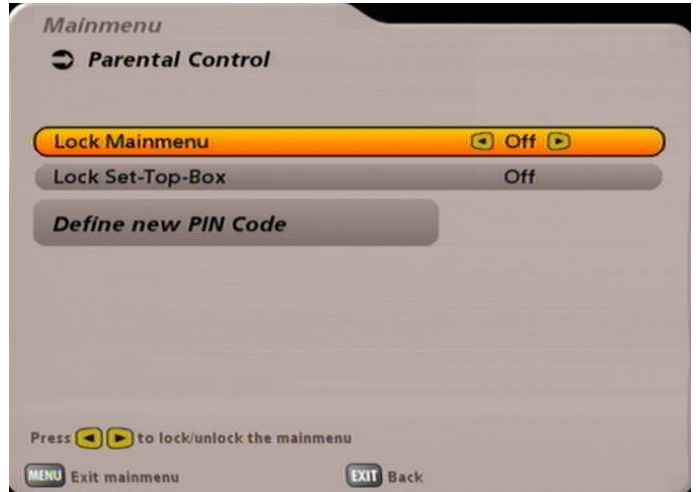 Mainmenu
Parental Control
Lock Mainmenu Off
Lock Set-Top-Box Off
Define new PIN Code
Press to lock/unlock the mainmenu
MENU Exit mainmenu EXIT Back